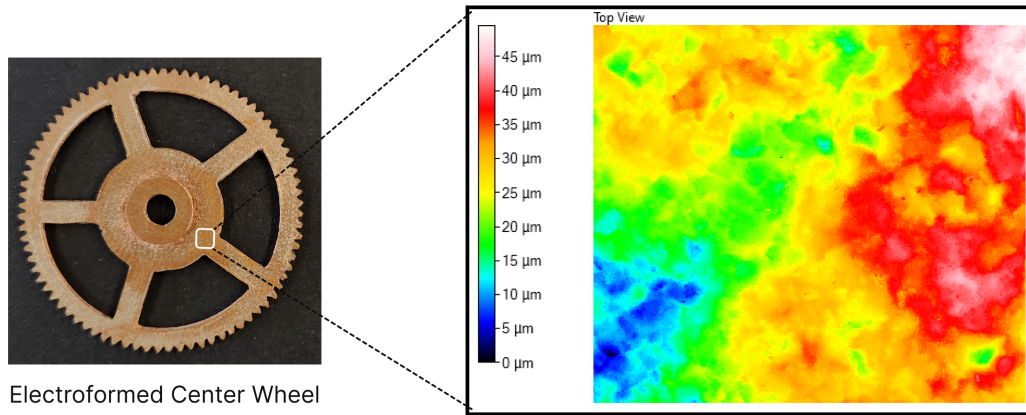 Top View
45 µm
40 µm
35 µm
30 µm
25 µm
20 µm
15 µm
10 µm
5 µm
0 µm
Electroformed Center Wheel